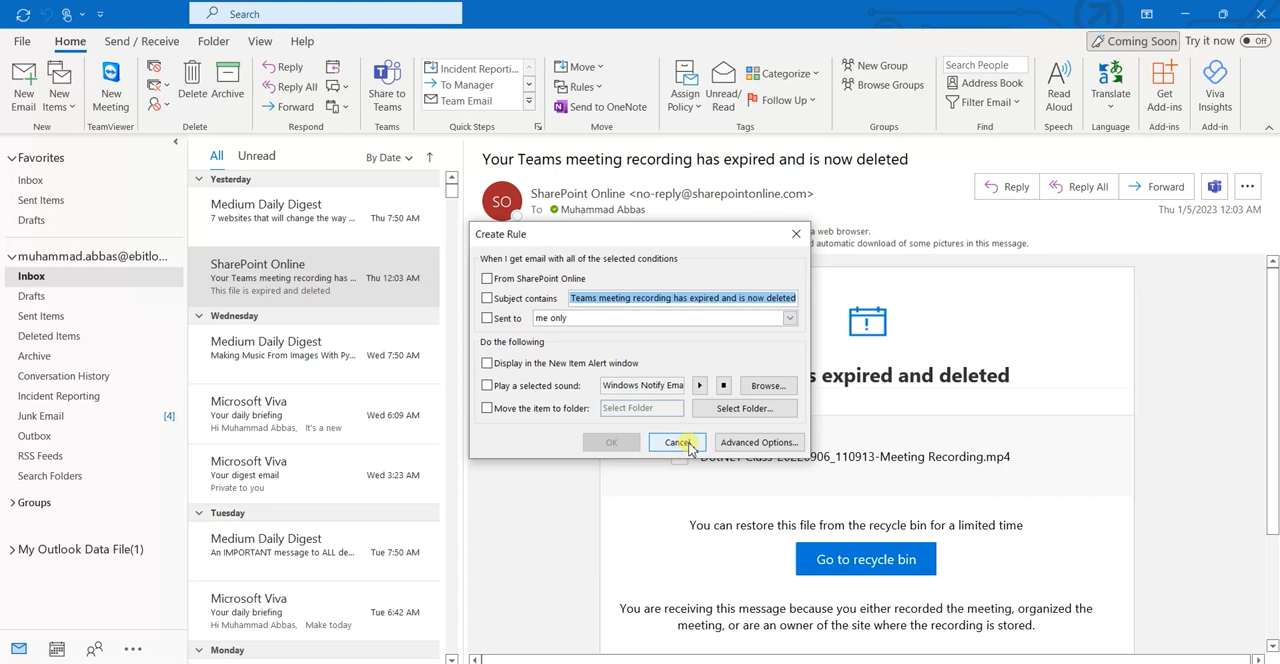 Search
File Home Send / Receive Folder View Help
Coming Soon Try it now Off
New Email
New Items
New Meeting
Delete Archive
Reply
Reply All
Forward
Share to Teams
Incident Reporti...
To Manager
Team Email
Move
Rules
Send to OneNote
Assign Policy
Unread/ Read
Categorize
Follow Up
New Group
Browse Groups
Search People
Address Book
Filter Email
Read Aloud
Translate
Get Add-ins
Viva Insights
New TeamViewer Delete Respond Teams Quick Steps Move Tags Groups Find Speech Language Add-ins Add-in
Favorites
Inbox
Sent Items
Drafts
muhammad.abbas@ebitlo...
Inbox
Drafts
Sent Items
Deleted Items
Archive
Conversation History
Incident Reporting
Junk Email [4]
Outbox
RSS Feeds
Search Folders
Groups
My Outlook Data File(1)
All Unread By Date
Yesterday
Medium Daily Digest
7 websites that will change the way ... Thu 7:50 AM
SharePoint Online
Your Teams meeting recording has ... Thu 12:03 AM
This file is expired and deleted
Wednesday
Medium Daily Digest
Making Music From Images With Py... Wed 7:50 AM
Microsoft Viva
Your daily briefing Wed 6:09 AM
Hi Muhammad Abbas, It's a new
Microsoft Viva
Your digest email Wed 3:23 AM
Private to you
Tuesday
Medium Daily Digest
An IMPORTANT message to ALL de... Tue 7:50 AM
Microsoft Viva
Your daily briefing Tue 6:42 AM
Hi Muhammad Abbas, Make today
Monday
Your Teams meeting recording has expired and is now deleted
SO
SharePoint Online <no-reply@sharepointonline.com>
To Muhammad Abbas
Reply Reply All Forward
Thu 1/5/2023 12:03 AM
a web browser.
automatic download of some pictures in this message.
Create Rule
When I get email with all of the selected conditions
From SharePoint Online
Subject contains Teams meeting recording has expired and is now deleted
Sent to me only
Do the following
Display in the New Item Alert window
Play a selected sound: Windows Notify Ema Browse...
Move the item to folder: Select Folder Select Folder...
OK Cancel Advanced Options...
s expired and deleted
906_110913-Meeting Recording.mp4
You can restore this file from the recycle bin for a limited time
Go to recycle bin
You are receiving this message because you either recorded the meeting, organized the
meeting, or are an owner of the site where the recording is stored.